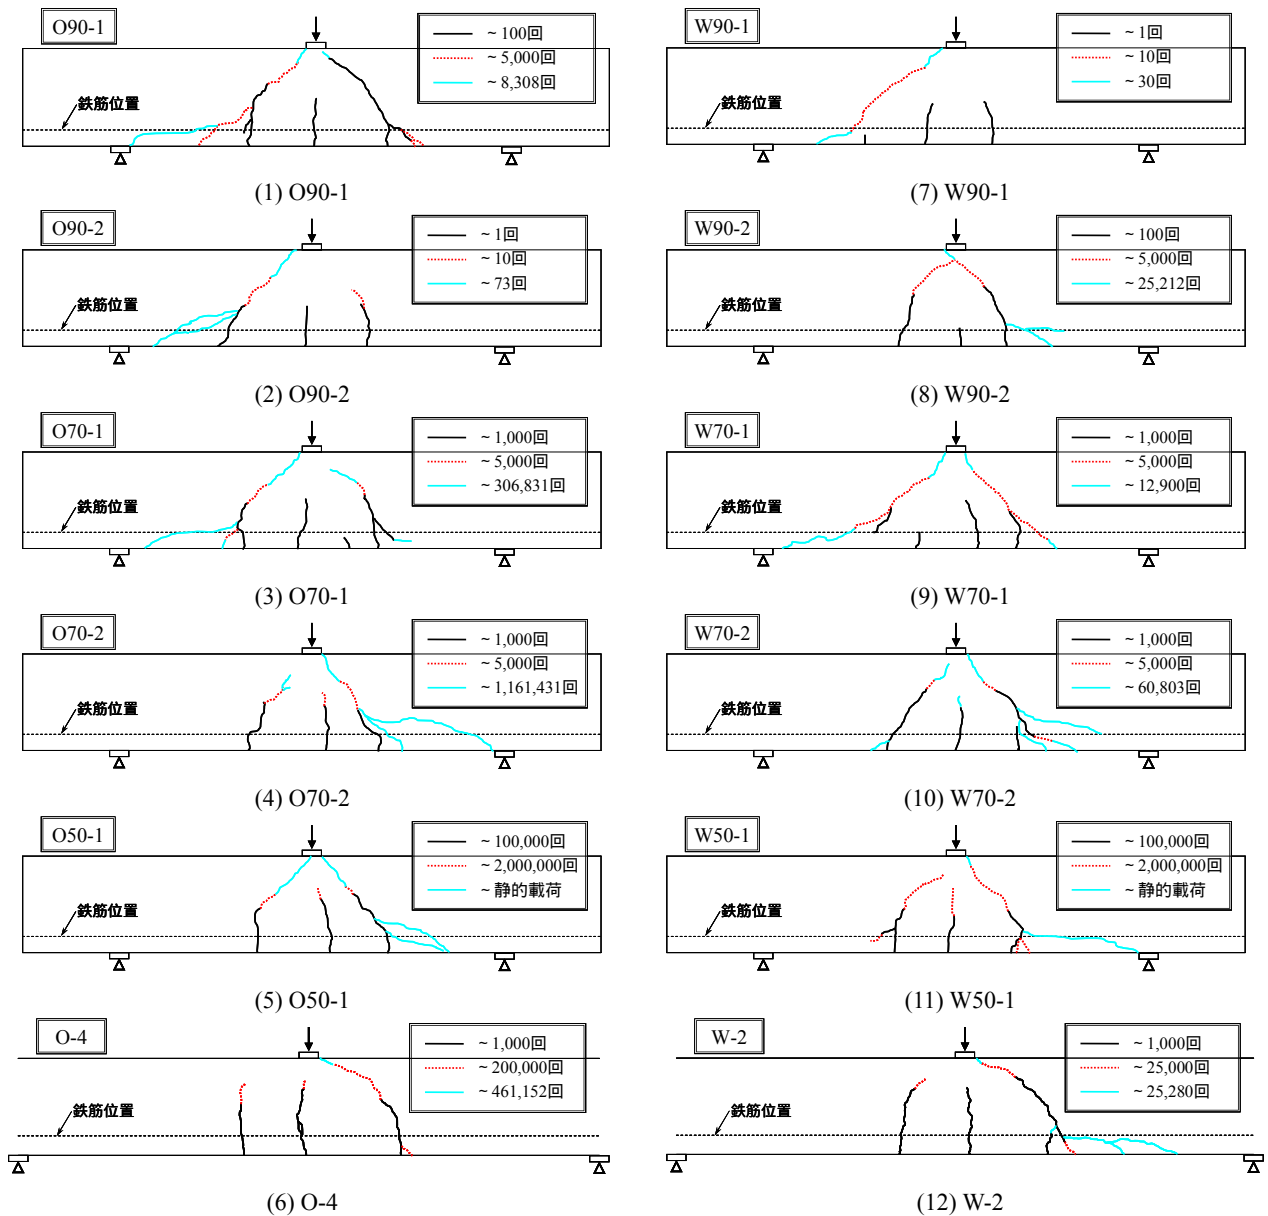 O90-1
~ 100回
~ 5,000回
~ 8,308回
鉄筋位置
(1) O90-1
W90-1
~ 1回
~ 10回
~ 30回
鉄筋位置
(7) W90-1
O90-2
~ 1回
~ 10回
~ 73回
鉄筋位置
(2) O90-2
W90-2
~ 100回
~ 5,000回
~ 25,212回
鉄筋位置
(8) W90-2
O70-1
~ 1,000回
~ 5,000回
~ 306,831回
鉄筋位置
(3) O70-1
W70-1
~ 1,000回
~ 5,000回
~ 12,900回
鉄筋位置
(9) W70-1
O70-2
~ 1,000回
~ 5,000回
~ 1,161,431回
鉄筋位置
(4) O70-2
W70-2
~ 1,000回
~ 5,000回
~ 60,803回
鉄筋位置
(10) W70-2
O50-1
~ 100,000回
~ 2,000,000回
~ 静的載荷
鉄筋位置
(5) O50-1
W50-1
~ 100,000回
~ 2,000,000回
~ 静的載荷
鉄筋位置
(11) W50-1
O-4
~ 1,000回
~ 200,000回
~ 461,152回
鉄筋位置
(6) O-4
W-2
~ 1,000回
~ 25,000回
~ 25,280回
鉄筋位置
(12) W-2